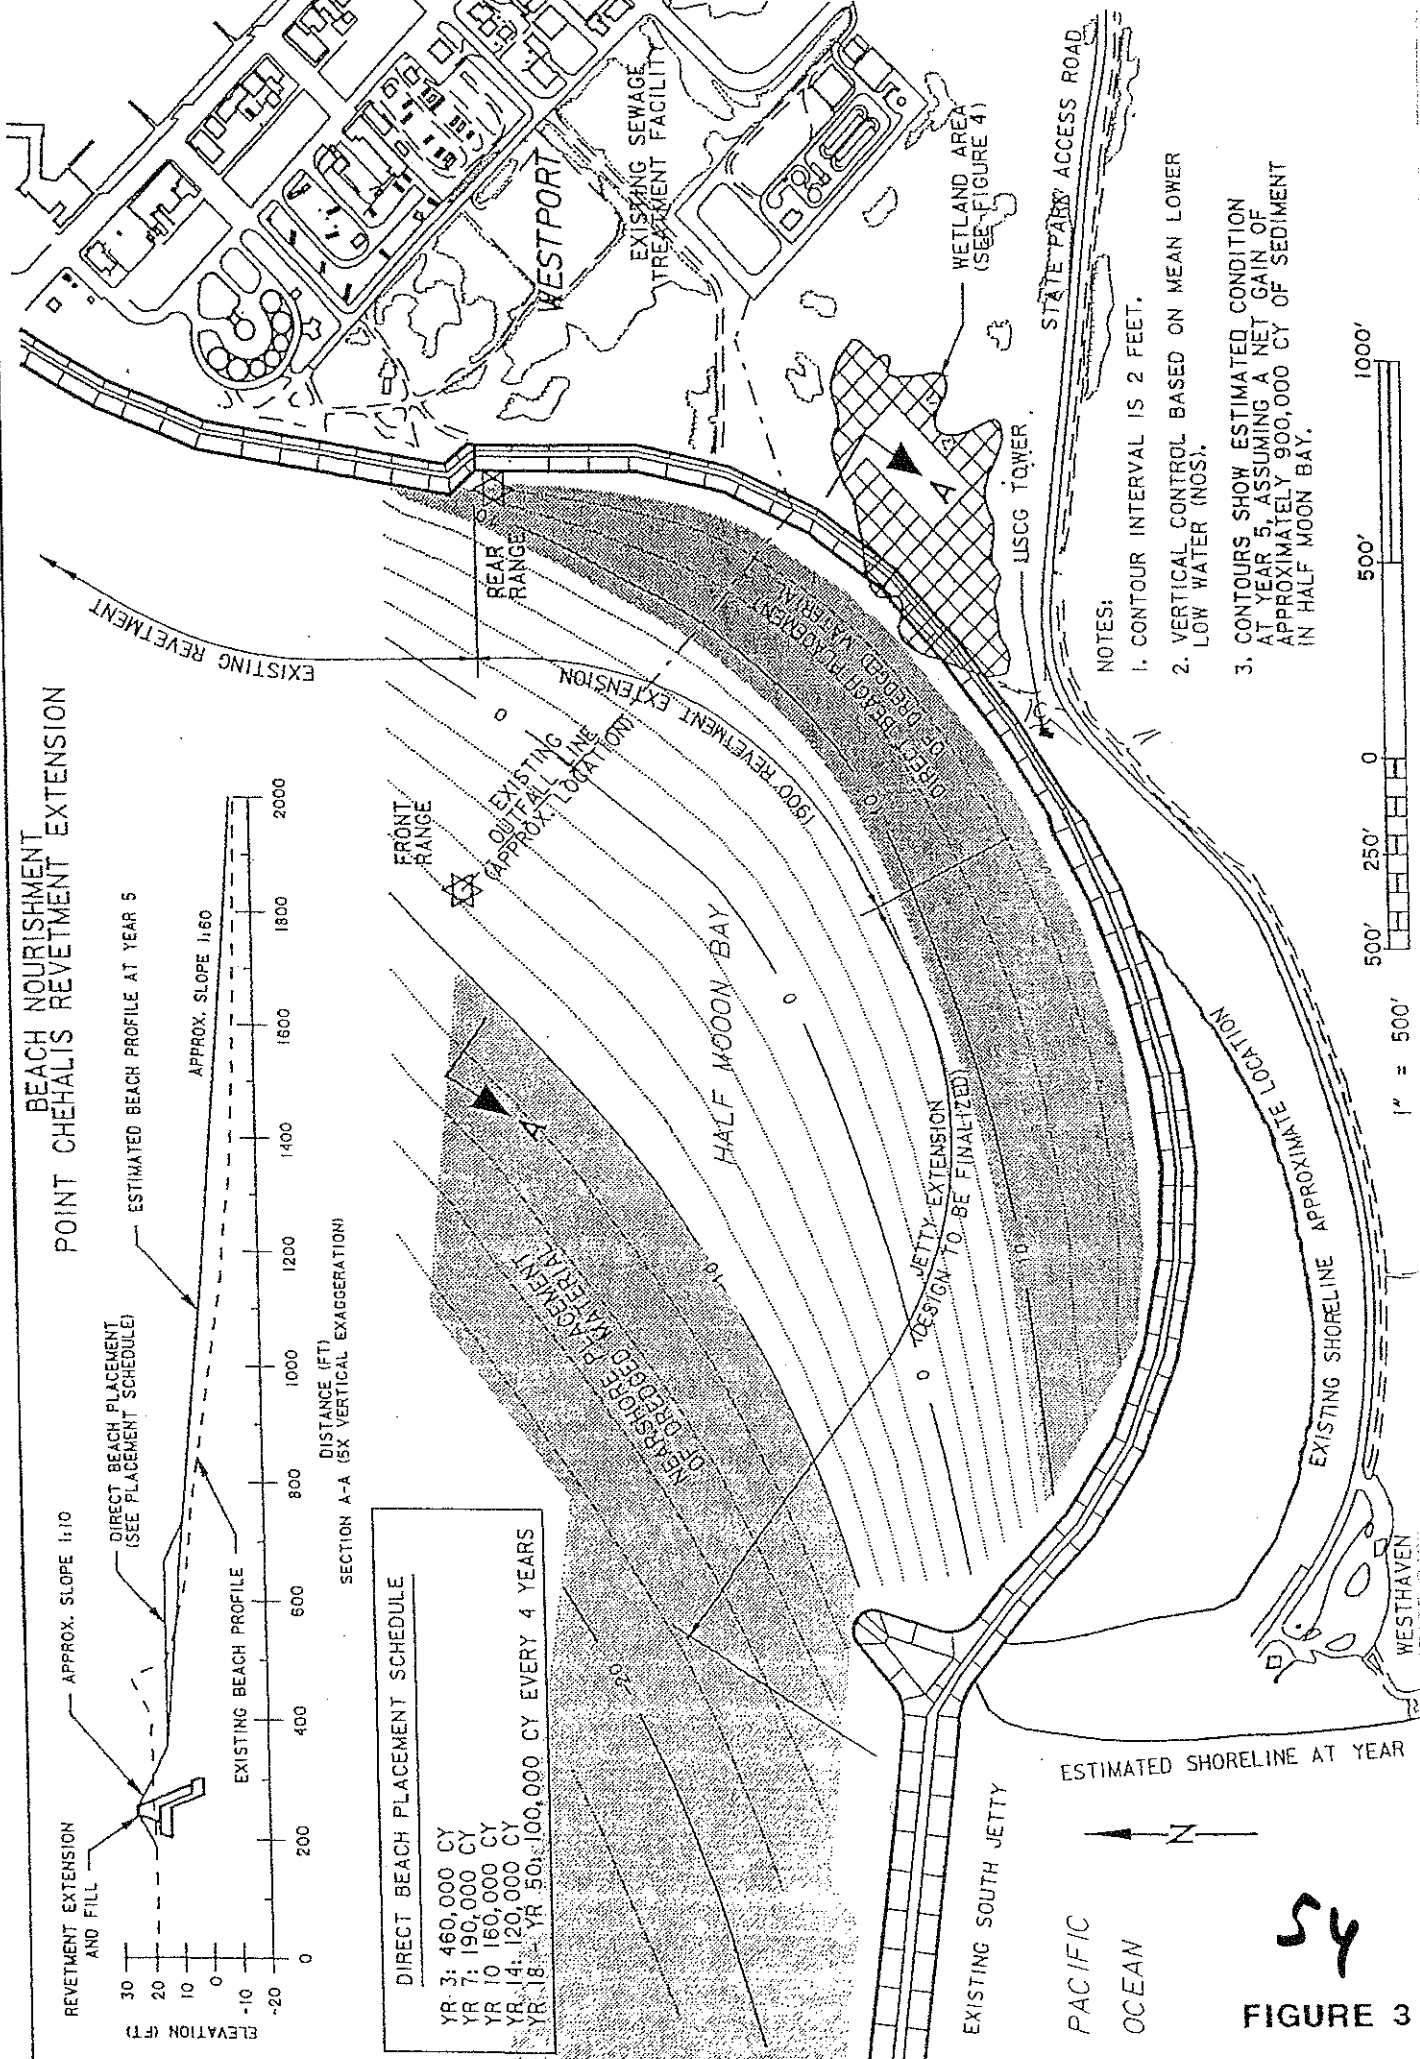 BEACH NOURISHMENT
POINT CHEHALIS REVETMENT EXTENSION
REVETMENT EXTENSION
AND FILL
APPROX. SLOPE 1:10
DIRECT BEACH PLACEMENT
(SEE PLACEMENT SCHEDULE)
ESTIMATED BEACH PROFILE AT YEAR 5
APPROX. SLOPE 1:60
EXISTING BEACH PROFILE
ELEVATION (FT)
30
20
10
0
-10
-20
0
200
400
600
800
1000
1200
1400
1600
1800
2000
DISTANCE (FT)
SECTION A-A (5X VERTICAL EXAGGERATION)
DIRECT BEACH PLACEMENT SCHEDULE
YR 3: 460,000 CY
YR 7: 190,000 CY
YR 10 160,000 CY
YR 14: 120,000 CY
YR 18 - YR 50: 100,000 CY EVERY 4 YEARS
EXISTING REVETMENT
1900' REVETMENT EXTENSION
REAR
RANGE
FRONT
RANGE
EXISTING
OUTFALL LINE
(APPROX. LOCATION)
WESTPORT
EXISTING SEWAGE
TREATMENT FACILITY
WETLAND AREA
(SEE FIGURE 4)
STATE PARK ACCESS ROAD
USCG TOWER
DIRECT BEACH PLACEMENT
OF DREDGED MATERIAL
NEARSHORE PLACEMENT
OF DREDGED MATERIAL
HALF MOON BAY
JETTY EXTENSION
(DESIGN TO BE FINALIZED)
A
A
0
0
0
10
10
10
-10
-20
EXISTING SHORELINE APPROXIMATE LOCATION
ESTIMATED SHORELINE AT YEAR
EXISTING SOUTH JETTY
WESTHAVEN
PACIFIC
OCEAN
N
NOTES:
1. CONTOUR INTERVAL IS 2 FEET.
2. VERTICAL CONTROL BASED ON MEAN LOWER
LOW WATER (NOS).
3. CONTOURS SHOW ESTIMATED CONDITION
AT YEAR 5, ASSUMING A NET GAIN OF
APPROXIMATELY 900,000 CY OF SEDIMENT
IN HALF MOON BAY.
1" = 500'
500'
250'
0
500'
1000'
54
FIGURE 3